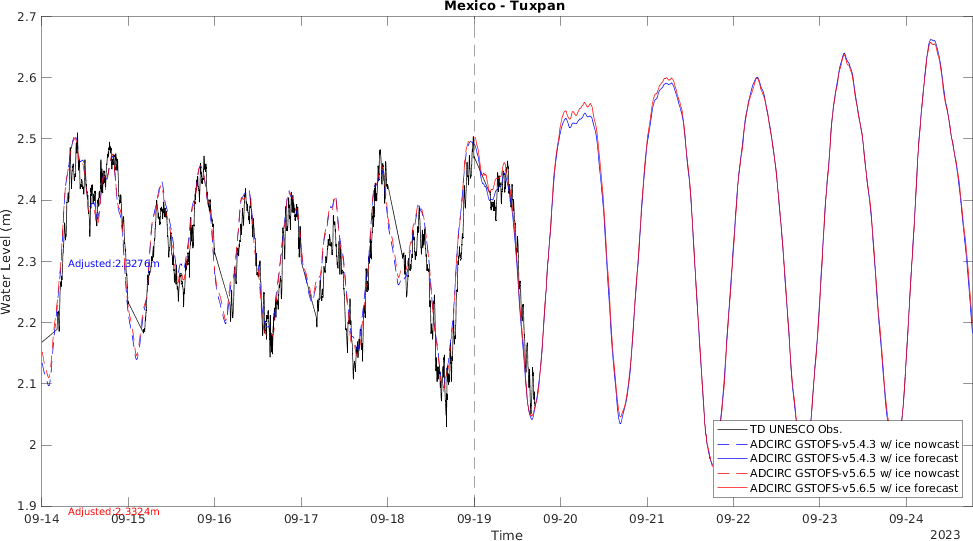 Mexico - Tuxpan
Water Level (m)
2.7
2.6
2.5
2.4
2.3
2.2
2.1
2
1.9
Adjusted:2.3276m
Adjusted:2.3324m
TD UNESCO Obs.
ADCIRC GSTOFS-v5.4.3 w/ ice nowcast
ADCIRC GSTOFS-v5.4.3 w/ ice forecast
ADCIRC GSTOFS-v5.6.5 w/ ice nowcast
ADCIRC GSTOFS-v5.6.5 w/ ice forecast
09-14 09-15 09-16 09-17 09-18 09-19 09-20 09-21 09-22 09-23 09-24
Time
2023